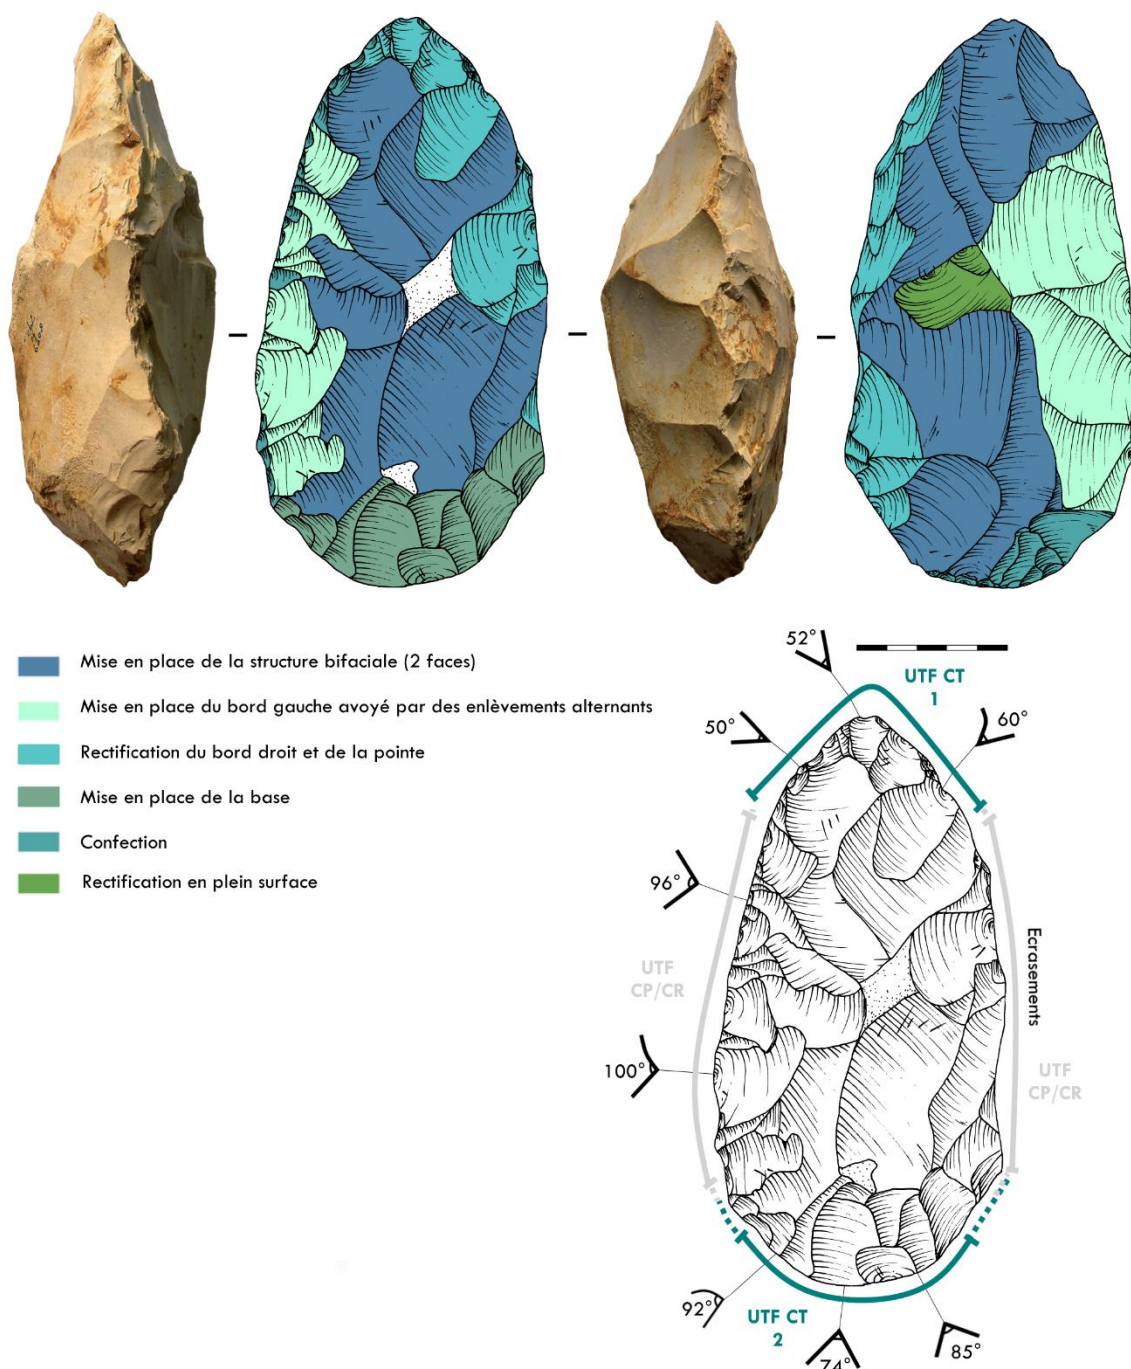 Mise en place de la structure bifaciale (2 faces)
Mise en place du bord gauche avoyé par des enlèvements alternants
Rectification du bord droit et de la pointe
Mise en place de la base
Confection
Rectification en plein surface
52°
UTF CT
1
50°
60°
96°
UTF
CP/CR
Ecrasements
100°
UTF
CP/CR
92°
UTF CT
2
74°
85°